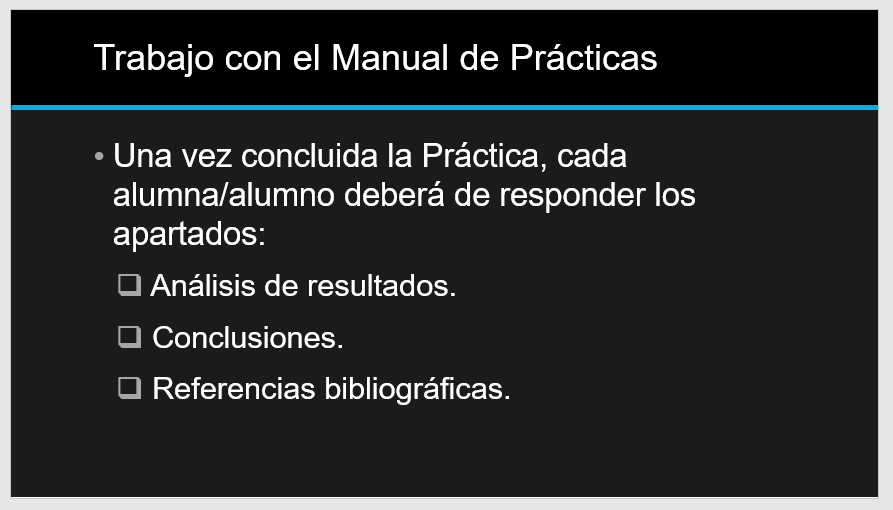 Trabajo con el Manual de Prácticas
• Una vez concluida la Práctica, cada
alumna/alumno deberá de responder los
apartados:
❑ Análisis de resultados.
❑ Conclusiones.
❑ Referencias bibliográficas.